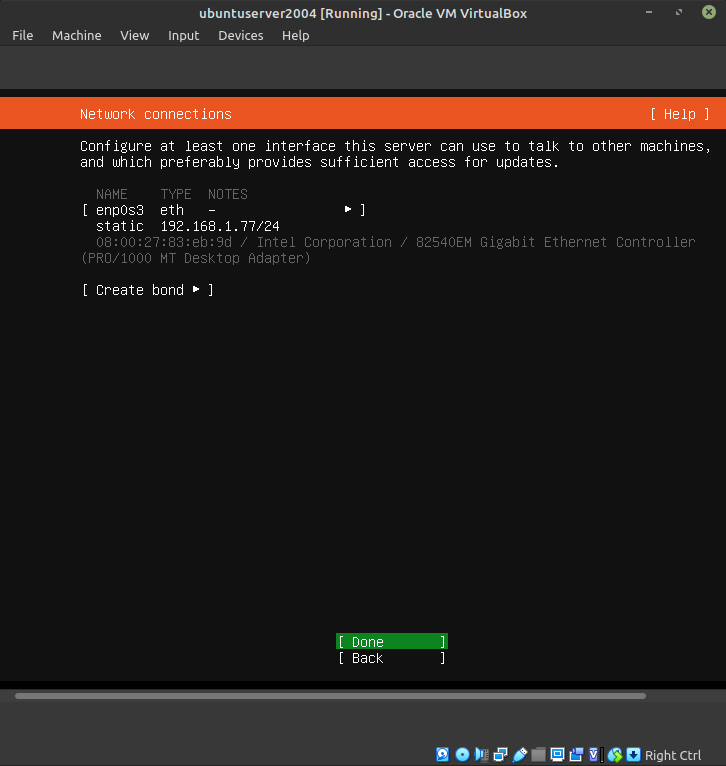 ubuntuserver2004 [Running] - Oracle VM VirtualBox
File Machine View Input Devices Help
Network connections [ Help ]
Configure at least one interface this server can use to talk to other machines,
and which preferably provides sufficient access for updates.
NAME TYPE NOTES
[ enp0s3 eth - ▸ ]
static 192.168.1.77/24
08:00:27:83:eb:9d / Intel Corporation / 82540EM Gigabit Ethernet Controller
(PRO/1000 MT Desktop Adapter)
[ Create bond ▸ ]
[ Done ]
[ Back ]
Right Ctrl